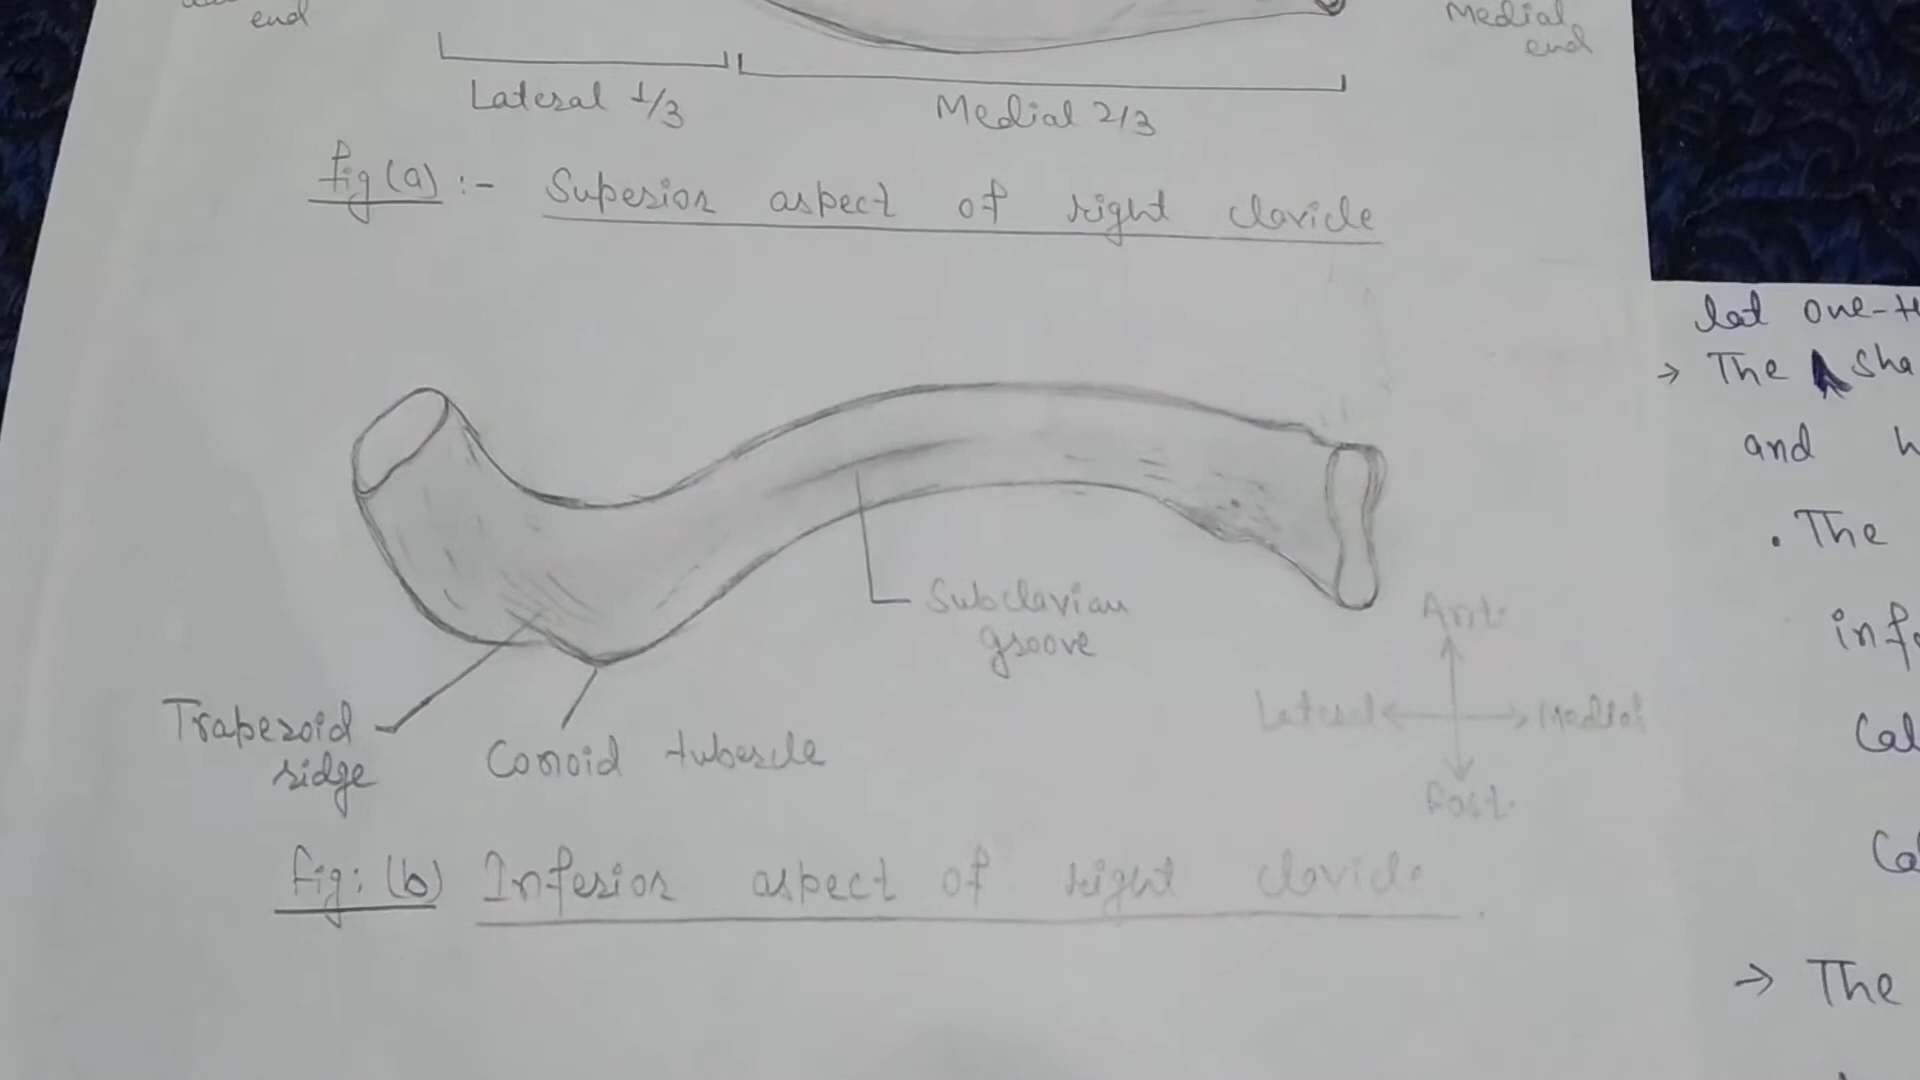 end
Medial
end
Lateral 1/3
Medial 2/3
fig (a) :- Superior aspect of right clavicle
Subclavian
groove
Trapezoid
ridge
Conoid tubercle
Ant.
Lateral
Medial
Post.
fig: (b) Inferior aspect of right clavicle.
lat one-
→ The
and
. The
→ The